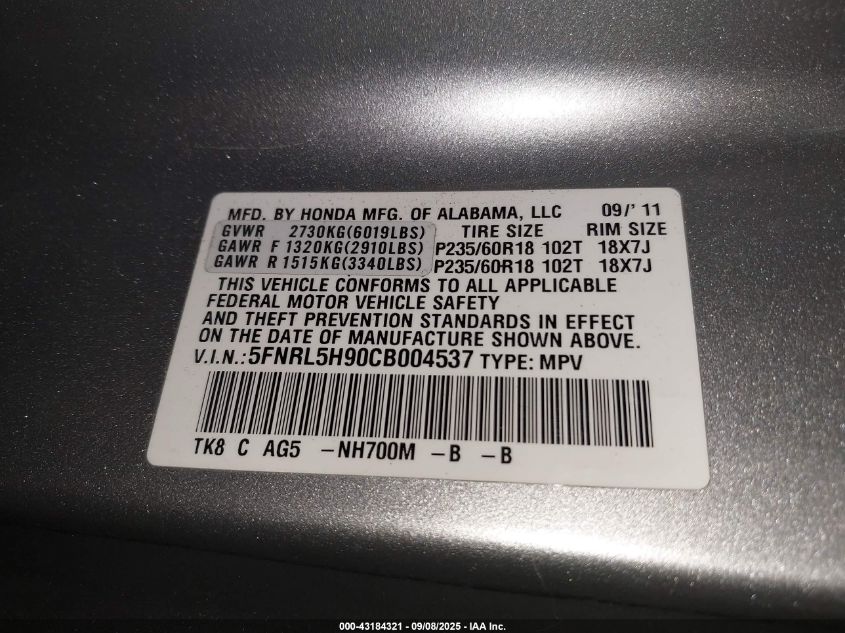 MFD. BY HONDA MFG. OF ALABAMA, LLC 09/' 11
GVWR 2730KG(6019LBS) TIRE SIZE RIM SIZE
GAWR F 1320KG(2910LBS) P235/60R18 102T 18X7J
GAWR R 1515KG(3340LBS) P235/60R18 102T 18X7J
THIS VEHICLE CONFORMS TO ALL APPLICABLE
FEDERAL MOTOR VEHICLE SAFETY
AND THEFT PREVENTION STANDARDS IN EFFECT
ON THE DATE OF MANUFACTURE SHOWN ABOVE.
V.I.N.: 5FNRL5H90CB004537 TYPE: MPV
TK8 C AG5 -NH700M -B -B
000-43184321 - 09/08/2025 - IAA Inc.